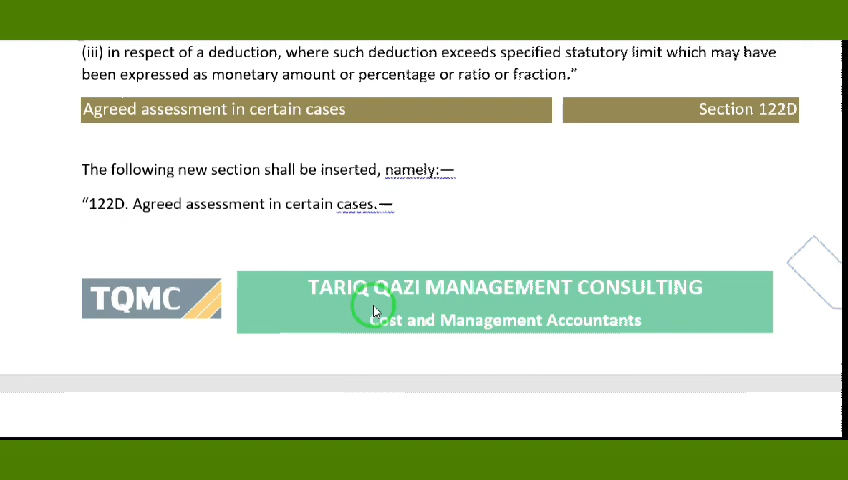 (iii) in respect of a deduction, where such deduction exceeds specified statutory limit which may have
been expressed as monetary amount or percentage or ratio or fraction.”
Agreed assessment in certain cases
Section 122D
The following new section shall be inserted, namely:—
“122D. Agreed assessment in certain cases.—
TQMC
TARIQ QAZI MANAGEMENT CONSULTING
Cost and Management Accountants